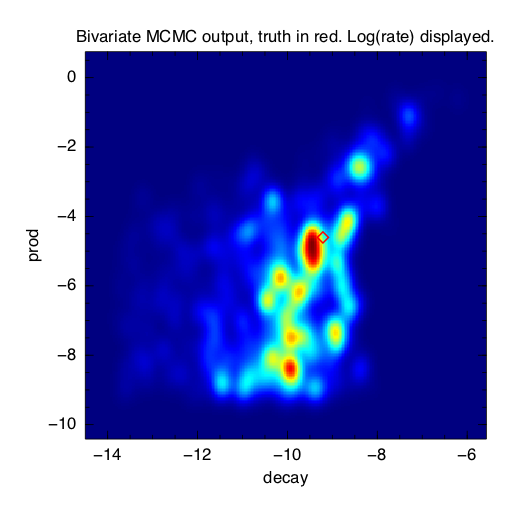 Bivariate MCMC output, truth in red. Log(rate) displayed.
0
−2
−4
prod
−6
−8
−10
−14 −12 −10 −8 −6
decay